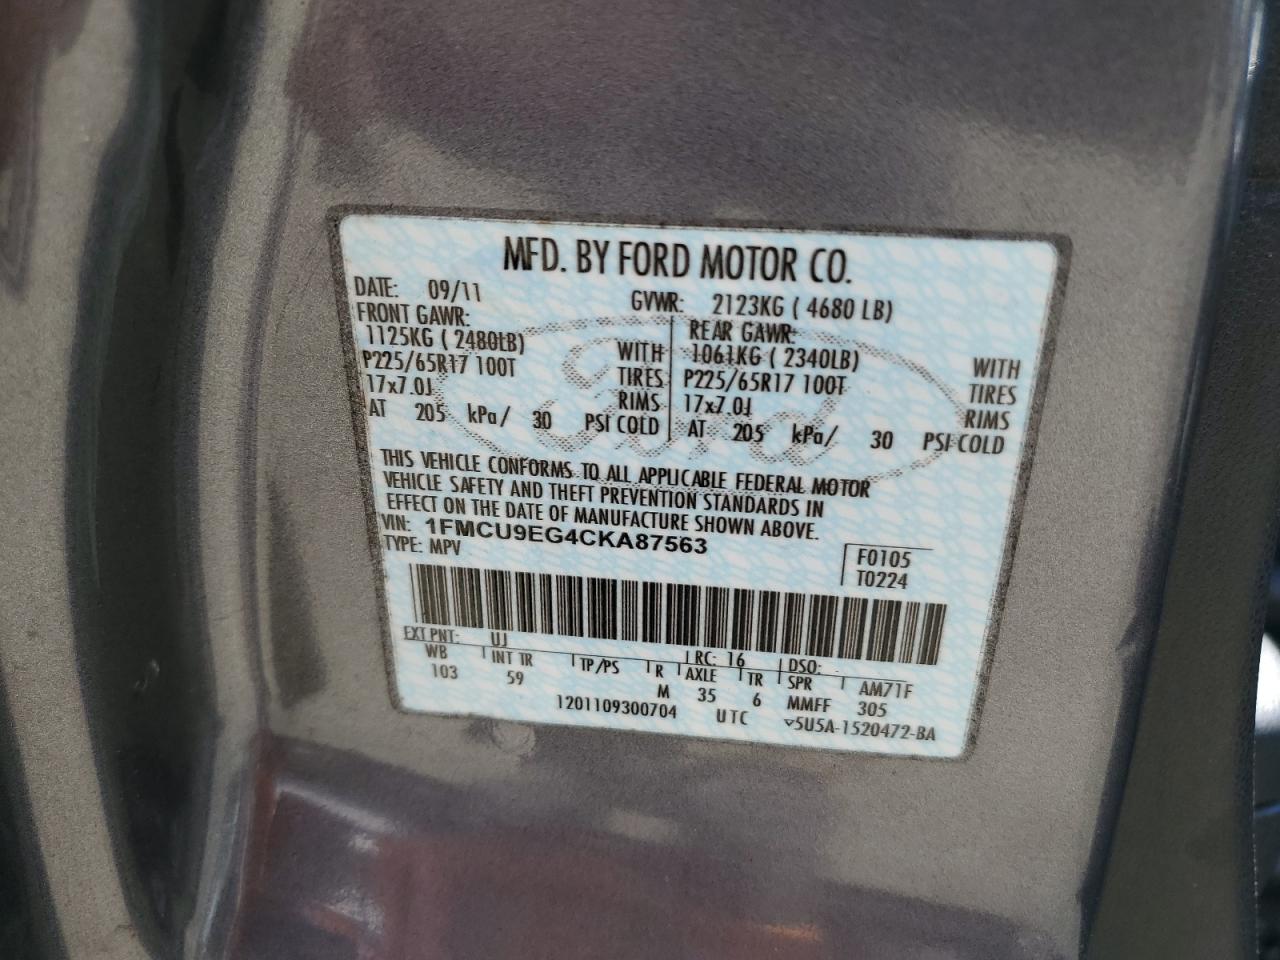 MFD. BY FORD MOTOR CO.
DATE: 09/11 GVWR: 2123KG ( 4680 LB)
FRONT GAWR: REAR GAWR:
1125KG ( 2480LB) WITH 1061KG ( 2340LB) WITH
P225/65R17 100T TIRES P225/65R17 100T TIRES
17x7.0J RIMS 17x7.0J RIMS
AT 205 kPa/ 30 PSI COLD AT 205 kPa/ 30 PSI COLD
Ford
THIS VEHICLE CONFORMS TO ALL APPLICABLE FEDERAL MOTOR
VEHICLE SAFETY AND THEFT PREVENTION STANDARDS IN
EFFECT ON THE DATE OF MANUFACTURE SHOWN ABOVE.
VIN: 1FMCU9EG4CKA87563
TYPE: MPV
F0105
T0224
EXT PNT: UJ RC: 16 DSO:
WB INT TR TP/PS R AXLE TR SPR AM71F
103 59 M 35 6 MMFF 305
1201109300704 UTC ▽5U5A-1520472-BA